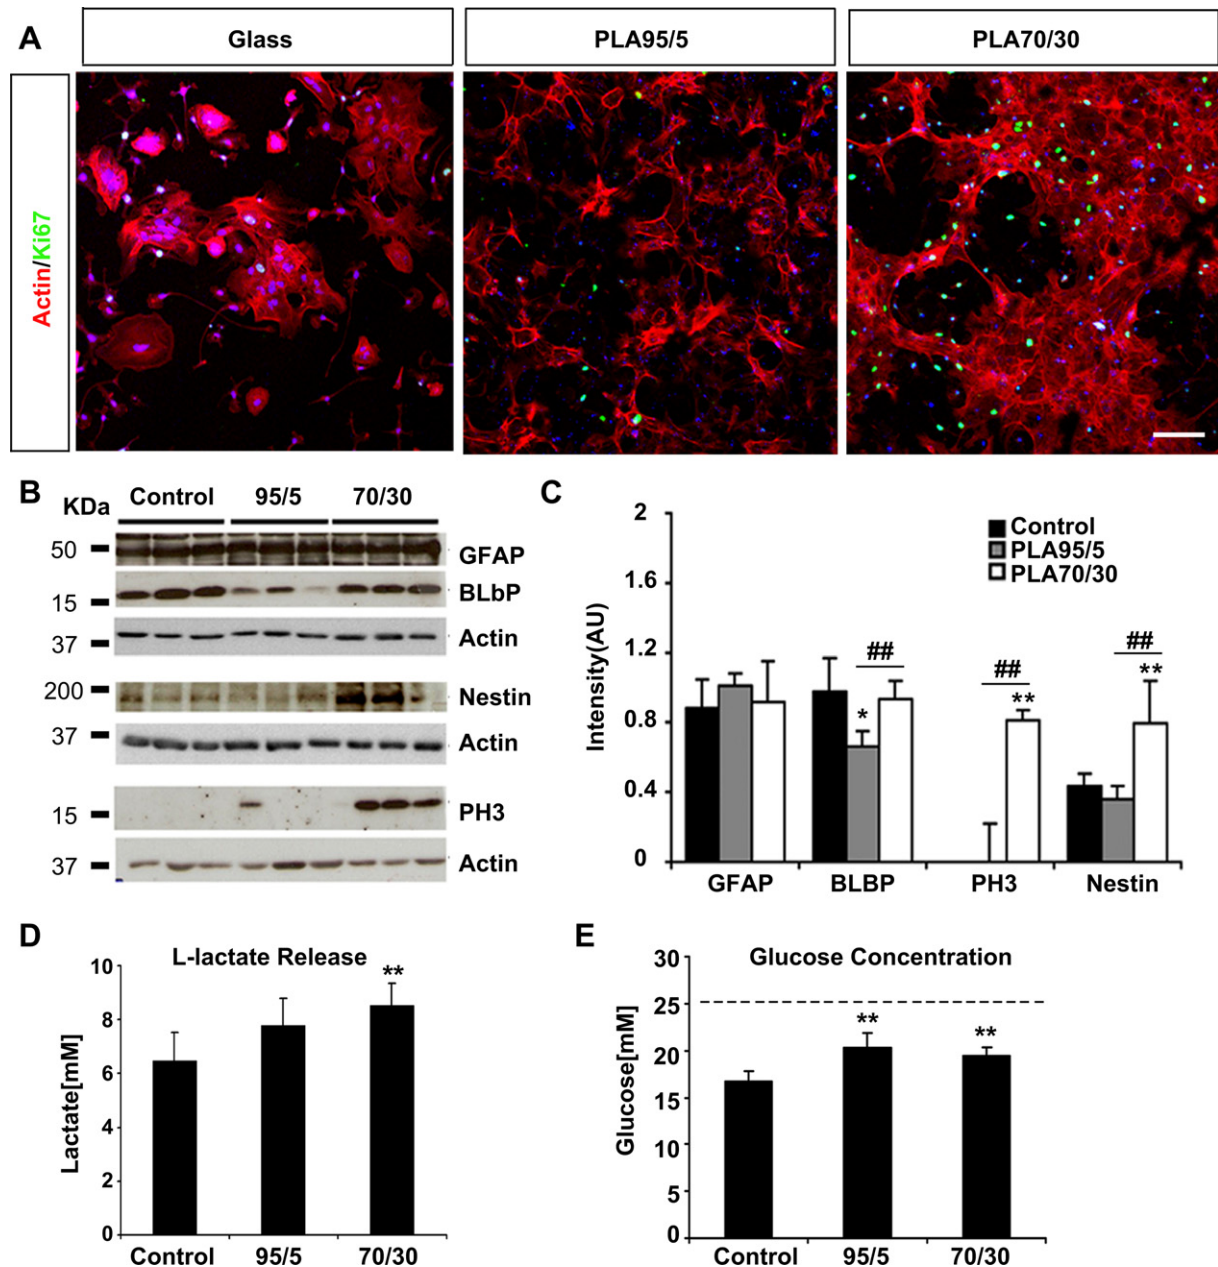 A
Glass
PLA95/5
PLA70/30
Actin/Ki67
B
KDa
Control
95/5
70/30
50
GFAP
15
BLbP
37
Actin
200
Nestin
37
Actin
15
PH3
37
Actin
C
2
1.6
1.2
0.8
0.4
0
Intensity(AU)
Control
PLA95/5
PLA70/30
*
##
##
**
##
**
GFAP
BLBP
PH3
Nestin
D
L-lactate Release
10
8
6
4
2
0
Lactate[mM]
**
Control
95/5
70/30
E
Glucose Concentration
30
25
20
15
10
5
0
Glucose[mM]
**
**
Control
95/5
70/30